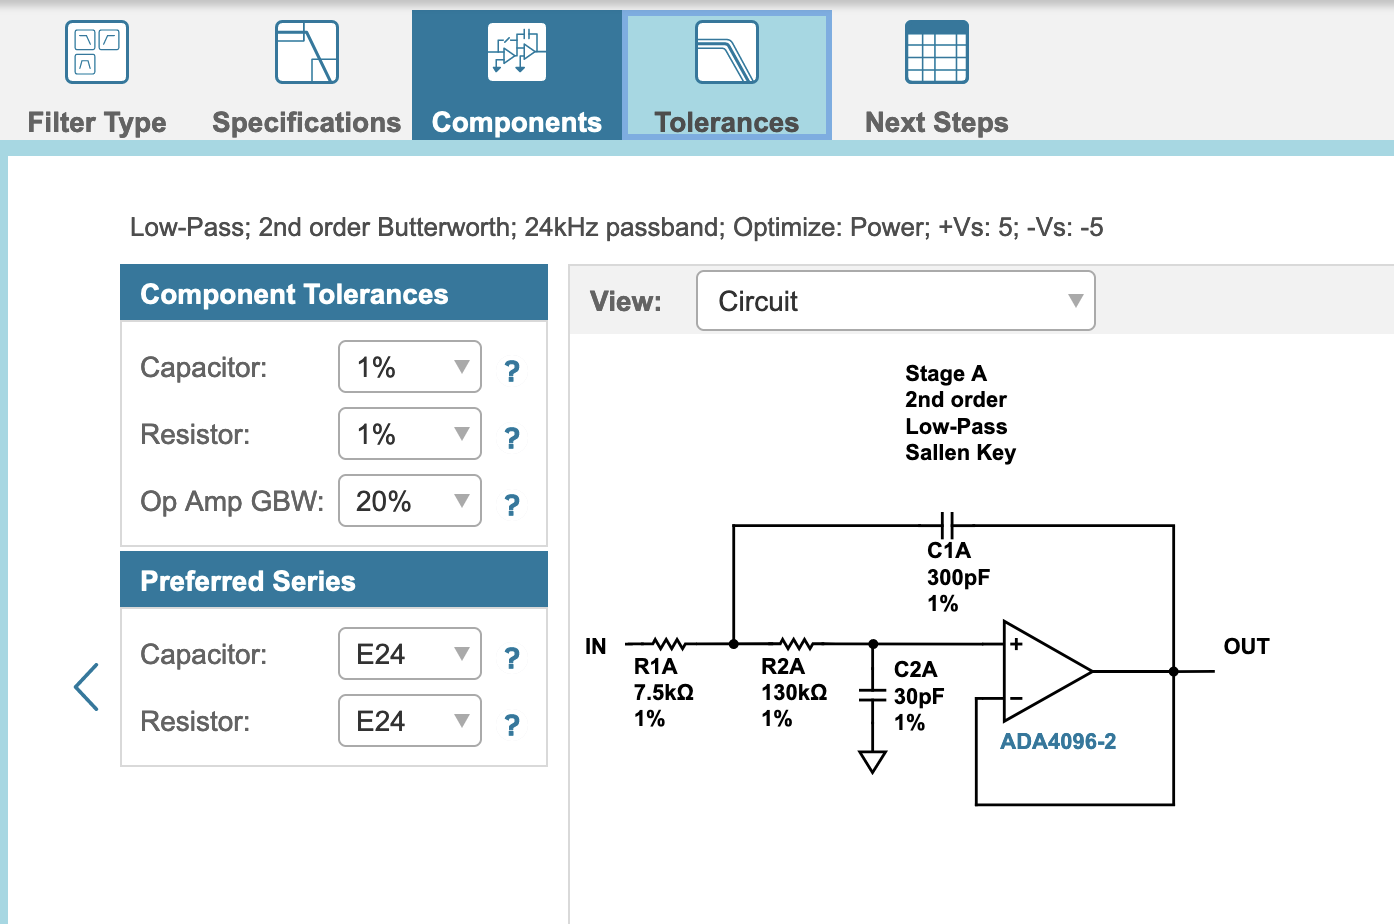 Filter Type
Specifications
Components
Tolerances
Next Steps
Low-Pass; 2nd order Butterworth; 24kHz passband; Optimize: Power; +Vs: 5; -Vs: -5
Component Tolerances
Capacitor: 1% ?
Resistor: 1% ?
Op Amp GBW: 20% ?
Preferred Series
Capacitor: E24 ?
Resistor: E24 ?
View: Circuit
Stage A
2nd order
Low-Pass
Sallen Key
C1A
300pF
1%
IN
R1A
7.5kΩ
1%
R2A
130kΩ
1%
C2A
30pF
1%
+
−
ADA4096-2
OUT